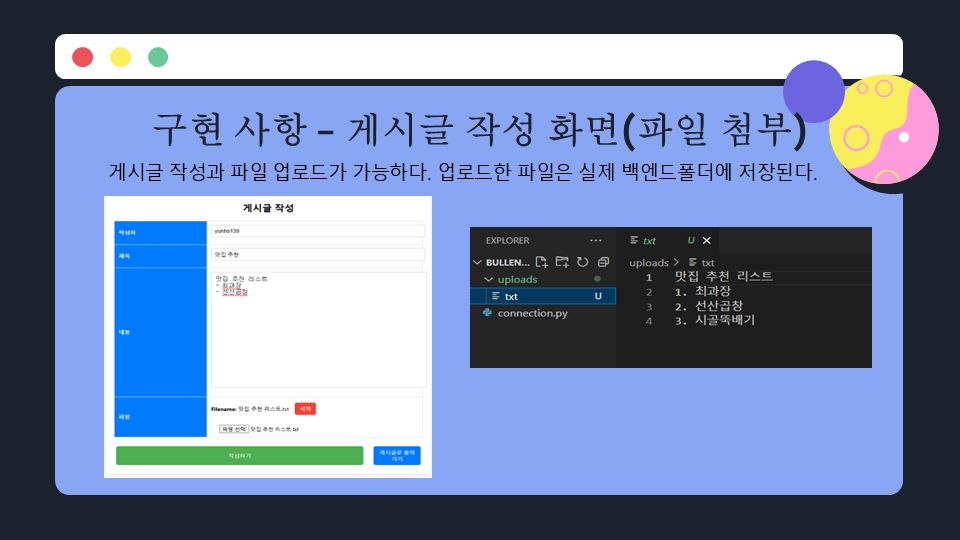 구현 사항 – 게시글 작성 화면(파일 첨부)
게시글 작성과 파일 업로드가 가능하다. 업로드한 파일은 실제 백엔드폴더에 저장된다.
게시글 작성
작성자
yunhs139
제목
맛집 추천
내용
맛집 추천 리스트
- 최과장
- 선산곱창
파일
Filename: 맛집 추천 리스트.txt 삭제
파일 선택 맛집 추천 리스트.txt
작성하기
게시글로 돌아
가기
EXPLORER ···
BULLEN...
uploads
txt U
connection.py
txt U
uploads > txt
1 맛집 추천 리스트
2 1. 최과장
3 2. 선산곱창
4 3. 시골뚝배기